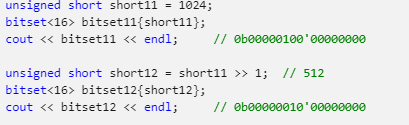 unsigned short short11 = 1024;
bitset<16> bitset11{short11};
cout << bitset11 << endl;     // 0b00000100'00000000
unsigned short short12 = short11 >> 1;  // 512
bitset<16> bitset12{short12};
cout << bitset12 << endl;     // 0b00000010'00000000